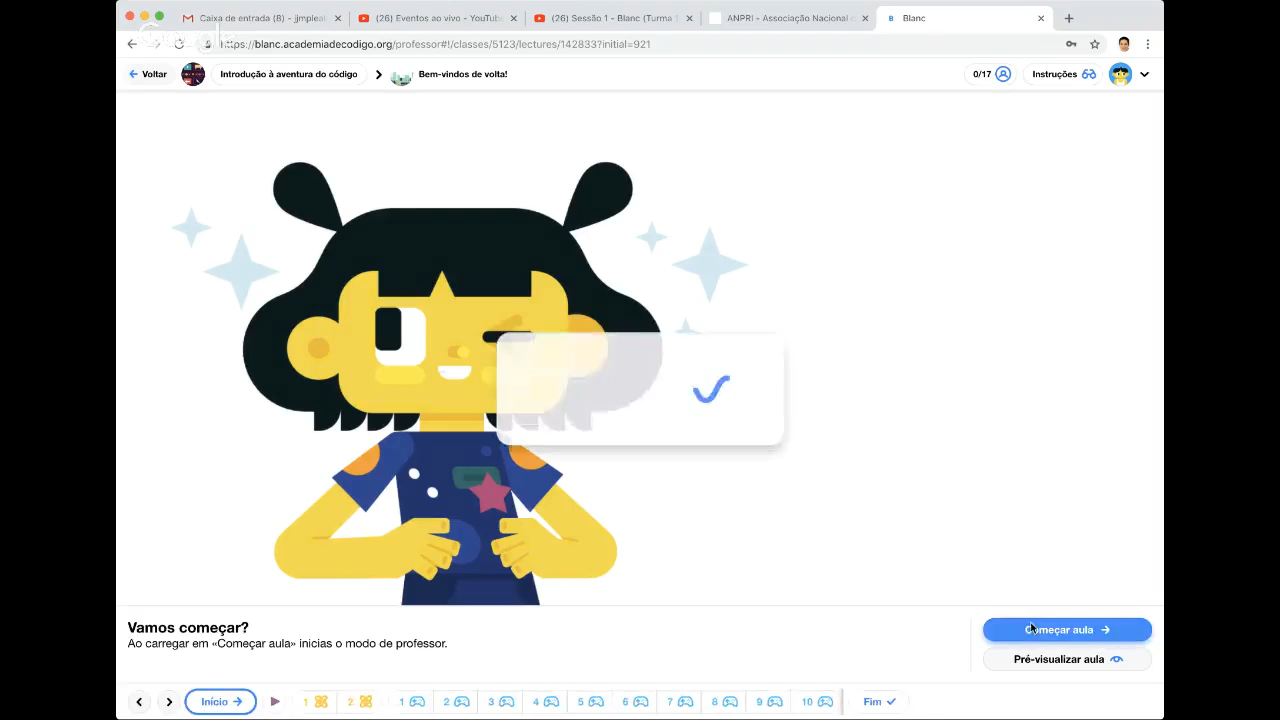 Caixa de entrada (8) - jjmpleal
(26) Eventos ao vivo - YouTube
(26) Sessão 1 - Blanc (Turma 1
ANPRI - Associação Nacional d
Blanc
https://blanc.academiadecodigo.org/professor#!/classes/5123/lectures/142833?initial=921
Voltar
Introdução à aventura do código
Bem-vindos de volta!
0/17
Instruções
Vamos começar?
Ao carregar em «Começar aula» inicias o modo de professor.
Começar aula
Pré-visualizar aula
Início
1
2
1
2
3
4
5
6
7
8
9
10
Fim